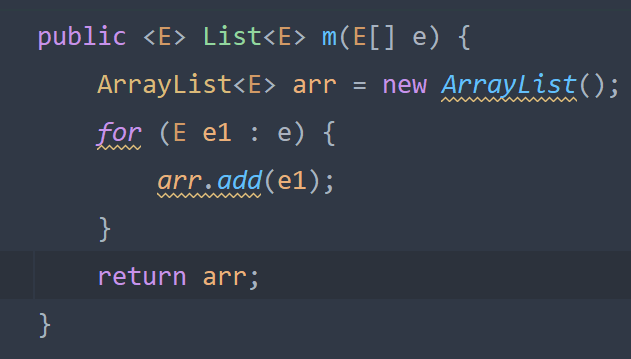 public <E> List<E> m(E[] e) {
    ArrayList<E> arr = new ArrayList();
    for (E e1 : e) {
        arr.add(e1);
    }
    return arr;
}